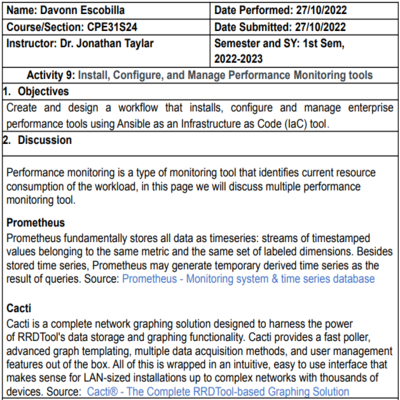 Name: Davonn Escobilla
Date Performed: 27/10/2022
Course/Section: CPE31S24
Date Submitted: 27/10/2022
Instructor: Dr. Jonathan Taylar
Semester and SY: 1st Sem,
2022-2023
Activity 9: Install, Configure, and Manage Performance Monitoring tools
1. Objectives
Create and design a workflow that installs, configure and manage enterprise
performance tools using Ansible as an Infrastructure as Code (IaC) tool.
2. Discussion
Performance monitoring is a type of monitoring tool that identifies current resource
consumption of the workload, in this page we will discuss multiple performance
monitoring tool.
Prometheus
Prometheus fundamentally stores all data as timeseries: streams of timestamped
values belonging to the same metric and the same set of labeled dimensions. Besides
stored time series, Prometheus may generate temporary derived time series as the
result of queries. Source: Prometheus - Monitoring system & time series database
Cacti
Cacti is a complete network graphing solution designed to harness the power
of RRDTool's data storage and graphing functionality. Cacti provides a fast poller,
advanced graph templating, multiple data acquisition methods, and user management
features out of the box. All of this is wrapped in an intuitive, easy to use interface that
makes sense for LAN-sized installations up to complex networks with thousands of
devices. Source: Cacti® - The Complete RRDTool-based Graphing Solution